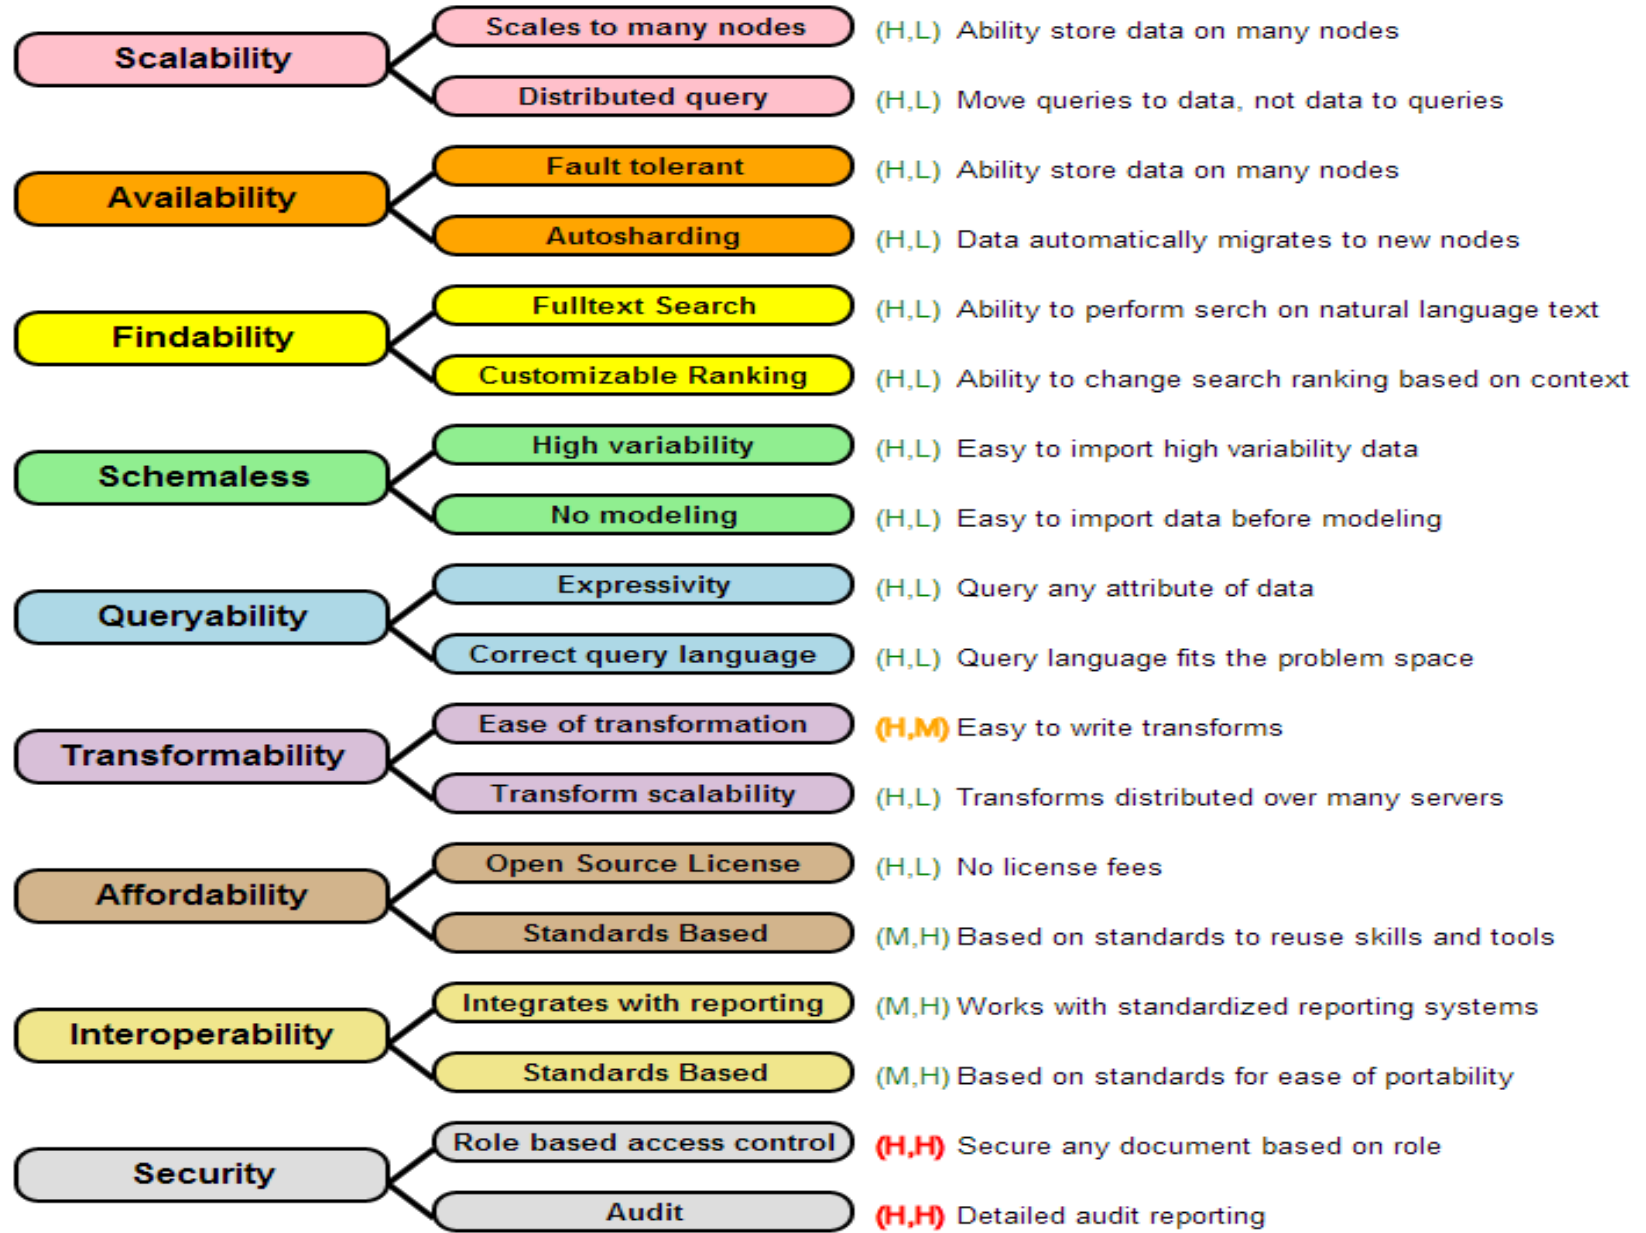 Scalability
Scales to many nodes (H,L) Ability store data on many nodes
Distributed query (H,L) Move queries to data, not data to queries
Availability
Fault tolerant (H,L) Ability store data on many nodes
Autosharding (H,L) Data automatically migrates to new nodes
Findability
Fulltext Search (H,L) Ability to perform serch on natural language text
Customizable Ranking (H,L) Ability to change search ranking based on context
Schemaless
High variability (H,L) Easy to import high variability data
No modeling (H,L) Easy to import data before modeling
Queryability
Expressivity (H,L) Query any attribute of data
Correct query language (H,L) Query language fits the problem space
Transformability
Ease of transformation (H,M) Easy to write transforms
Transform scalability (H,L) Transforms distributed over many servers
Affordability
Open Source License (H,L) No license fees
Standards Based (M,H) Based on standards to reuse skills and tools
Interoperability
Integrates with reporting (M,H) Works with standardized reporting systems
Standards Based (M,H) Based on standards for ease of portability
Security
Role based access control (H,H) Secure any document based on role
Audit (H,H) Detailed audit reporting